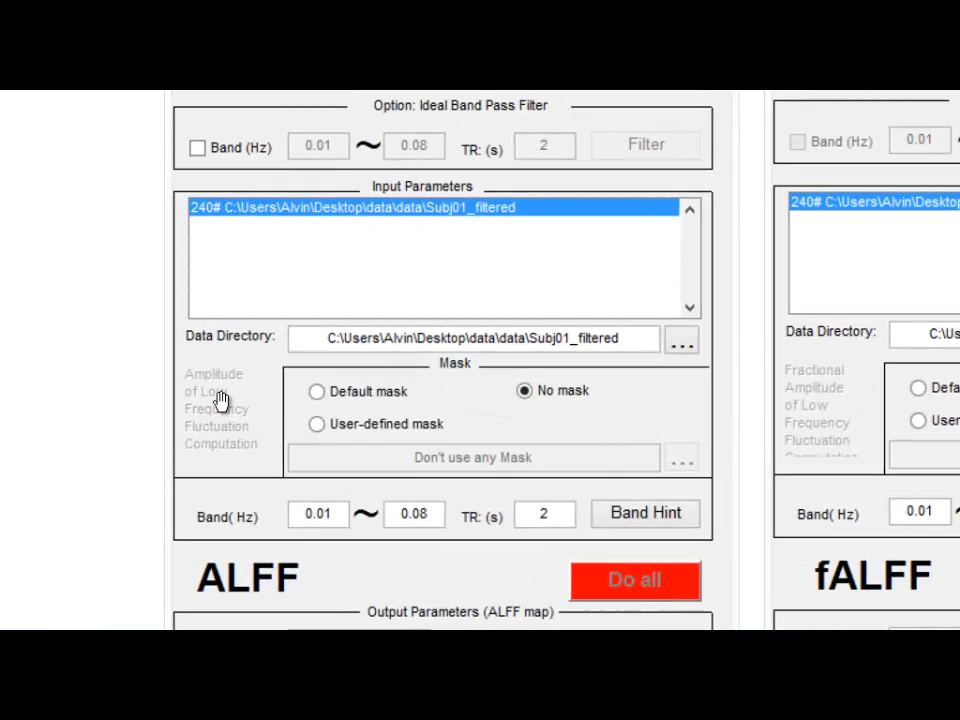 Option: Ideal Band Pass Filter
Band (Hz) 0.01 ~ 0.08 TR: (s) 2 Filter
Input Parameters
240# C:\Users\Alvin\Desktop\data\data\Subj01_filtered
Data Directory: C:\Users\Alvin\Desktop\data\data\Subj01_filtered ...
Mask
Amplitude
of Low
Frequency
Fluctuation
Computation
Default mask No mask
User-defined mask
Don't use any Mask ...
Band( Hz) 0.01 ~ 0.08 TR: (s) 2 Band Hint
ALFF Do all
Output Parameters (ALFF map)
Band (Hz) 0.01
240# C:\Users\Alvin\Deskto
Data Directory: C:\Us
Fractional
Amplitude
of Low
Frequency
Fluctuation
Defa
User
Band( Hz) 0.01
fALFF